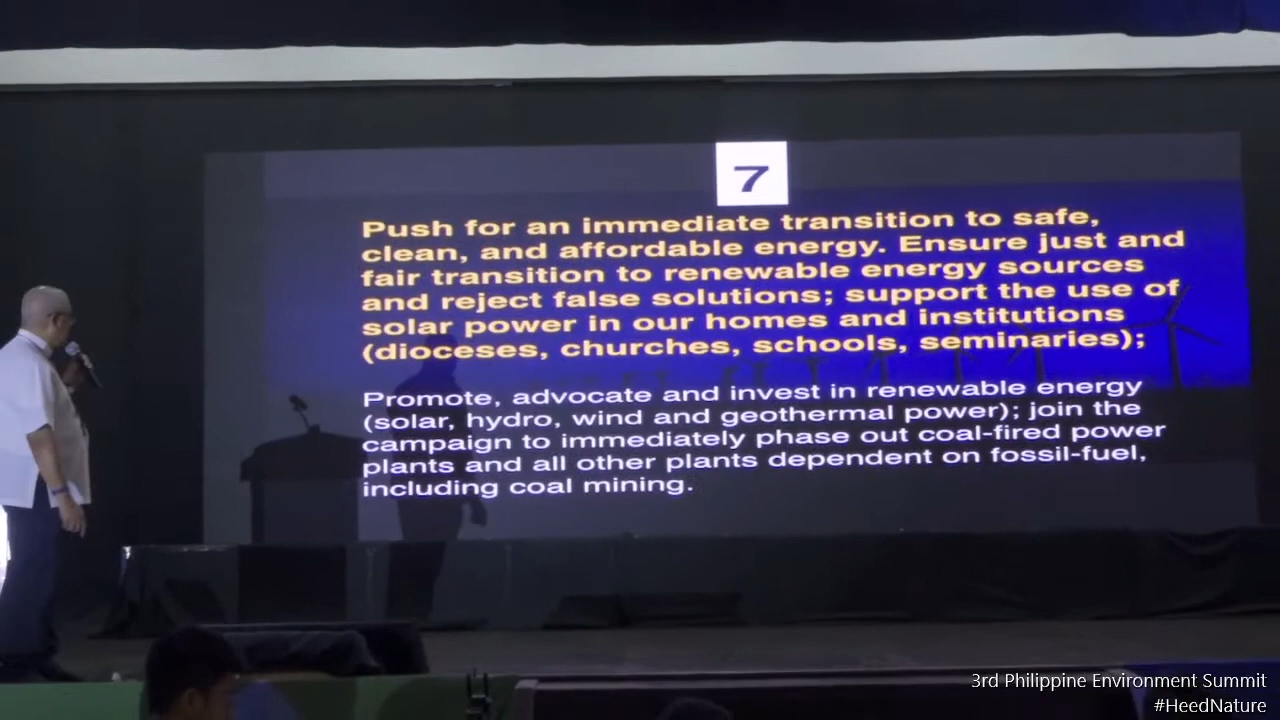 7
Push for an immediate transition to safe,
clean, and affordable energy. Ensure just and
fair transition to renewable energy sources
and reject false solutions; support the use of
solar power in our homes and institutions
(dioceses, churches, schools, seminaries);
Promote, advocate and invest in renewable energy
(solar, hydro, wind and geothermal power); join the
campaign to immediately phase out coal-fired power
plants and all other plants dependent on fossil-fuel,
including coal mining.
3rd Philippine Environment Summit
#HeedNature